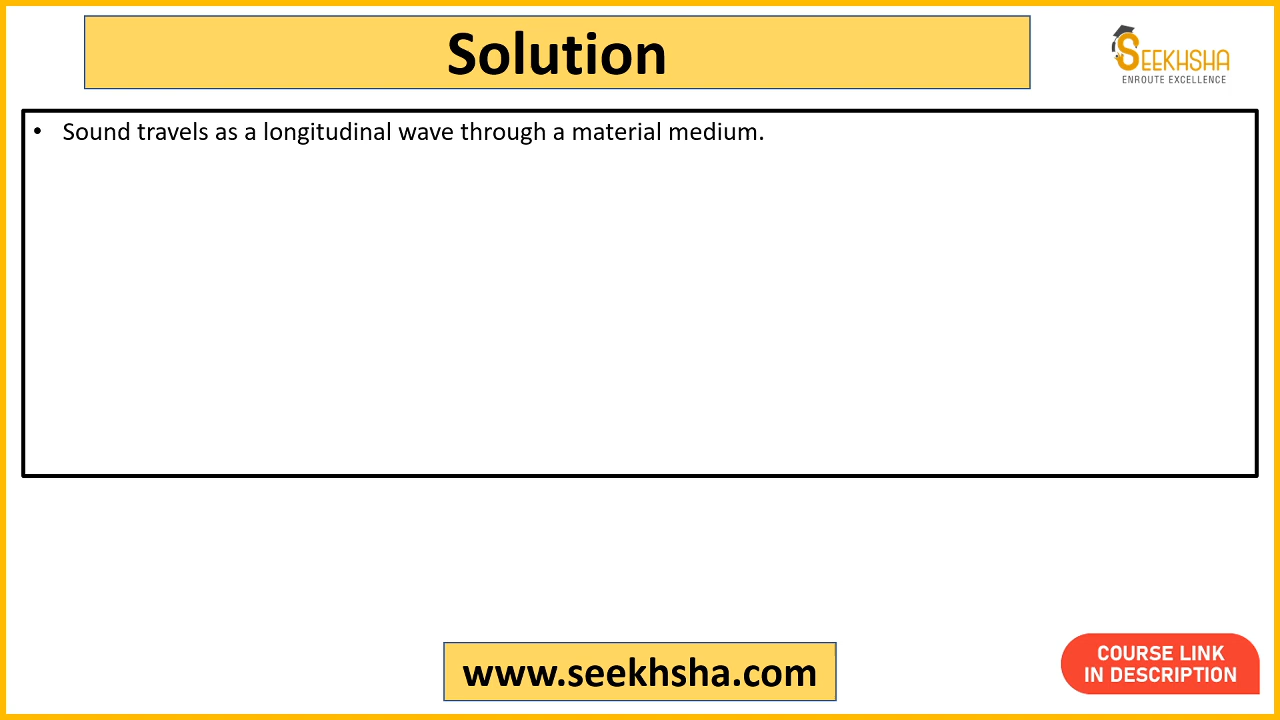 Solution
SEEKHSHA
ENROUTE EXCELLENCE
• Sound travels as a longitudinal wave through a material medium.
www.seekhsha.com
COURSE LINK
IN DESCRIPTION